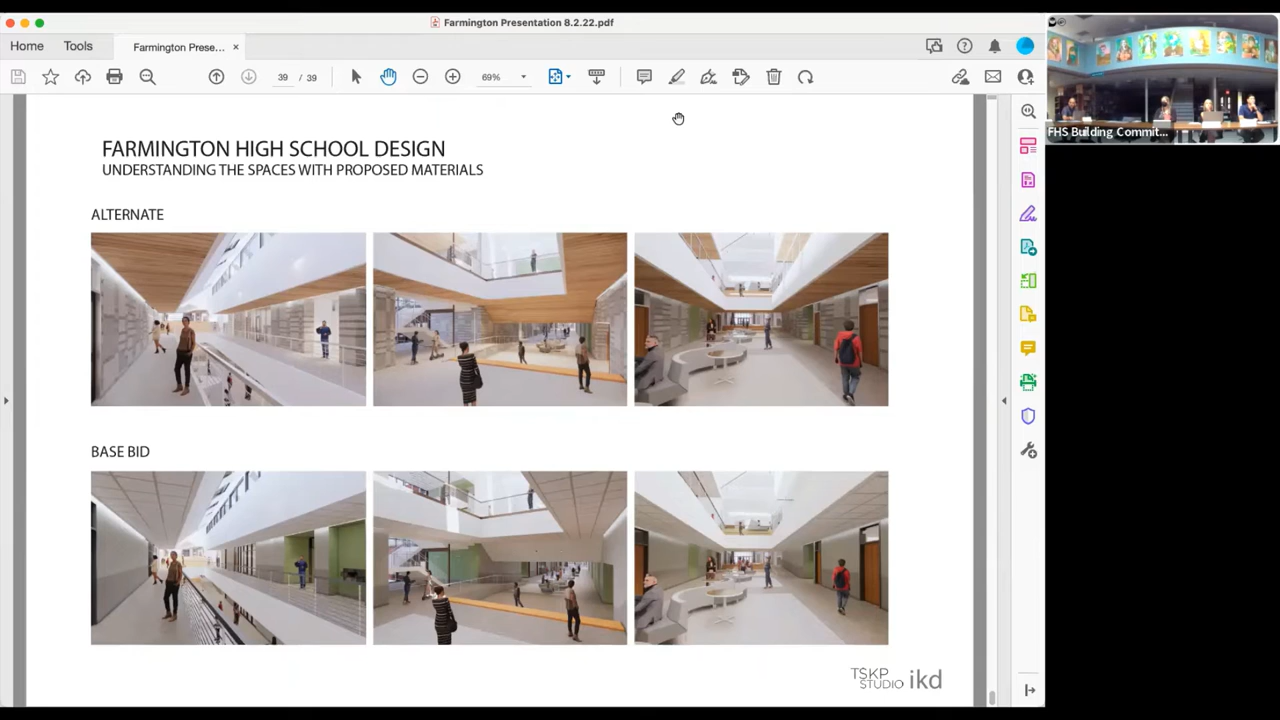 Farmington Presentation 8.2.22.pdf
Home
Tools
Farmington Prese...
39 / 39
69%
FHS Building Committ...
FARMINGTON HIGH SCHOOL DESIGN
UNDERSTANDING THE SPACES WITH PROPOSED MATERIALS
ALTERNATE
BASE BID
TSKP STUDIO ikd